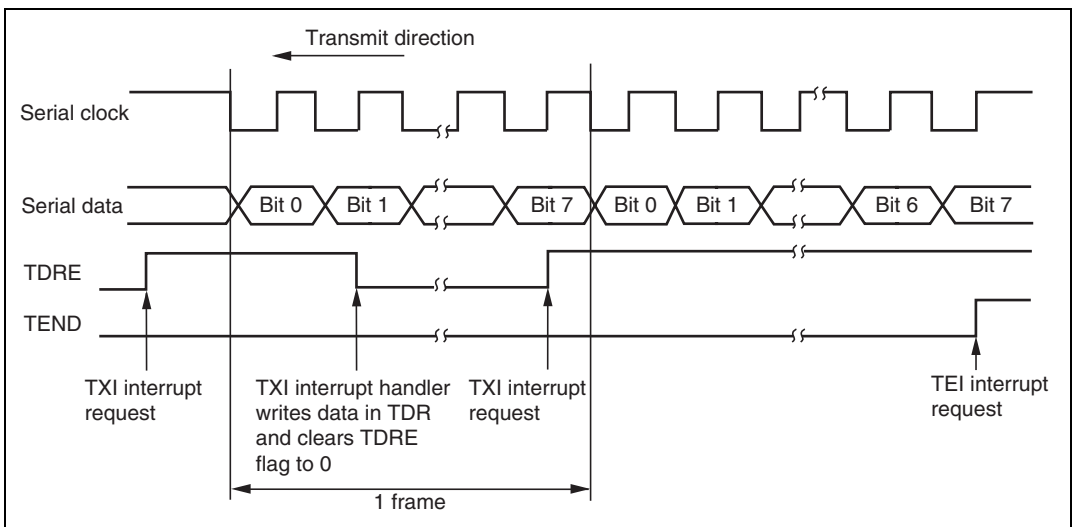 Transmit direction
Serial clock
Serial data
Bit 0
Bit 1
Bit 7
Bit 0
Bit 1
Bit 6
Bit 7
TDRE
TEND
TXI interrupt
request
TXI interrupt handler
writes data in TDR
and clears TDRE
flag to 0
TXI interrupt
request
TEI interrupt
request
1 frame